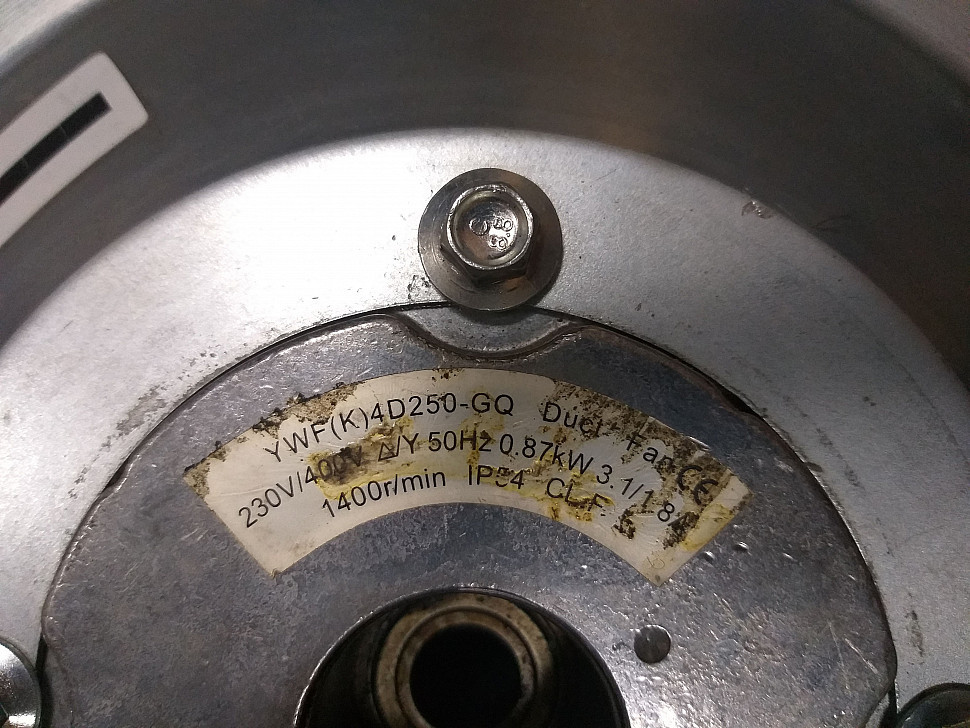 YWF(K)4D250-GQ Duct Fan CE
230V/400V Δ/Y 50Hz 0.87kW 3.1/1.8A
1400r/min IP54 CL.F.